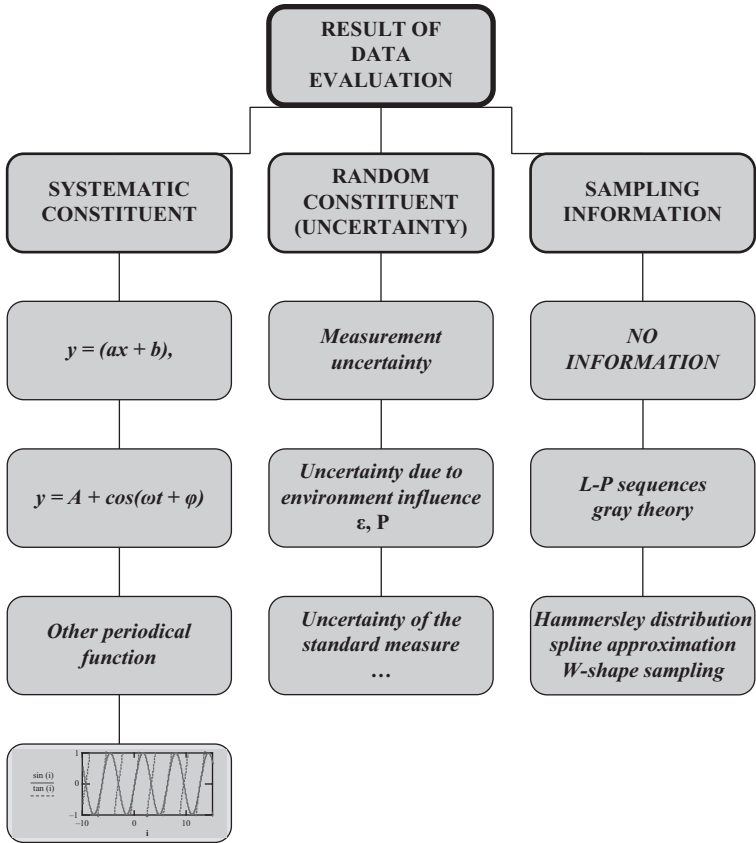 RESULT OF
DATA
EVALUATION
SYSTEMATIC
CONSTITUENT
RANDOM
CONSTITUENT
(UNCERTAINTY)
SAMPLING
INFORMATION
y = (ax + b),
Measurement
uncertainty
NO
INFORMATION
y = A + cos(ωt + φ)
Uncertainty due to
environment influence
ε, P
L-P sequences
gray theory
Other periodical
function
Uncertainty of the
standard measure
…
Hammersley distribution
spline approximation
W-shape sampling
sin (i)
tan (i)
1
0
−1
−10
0
10
i